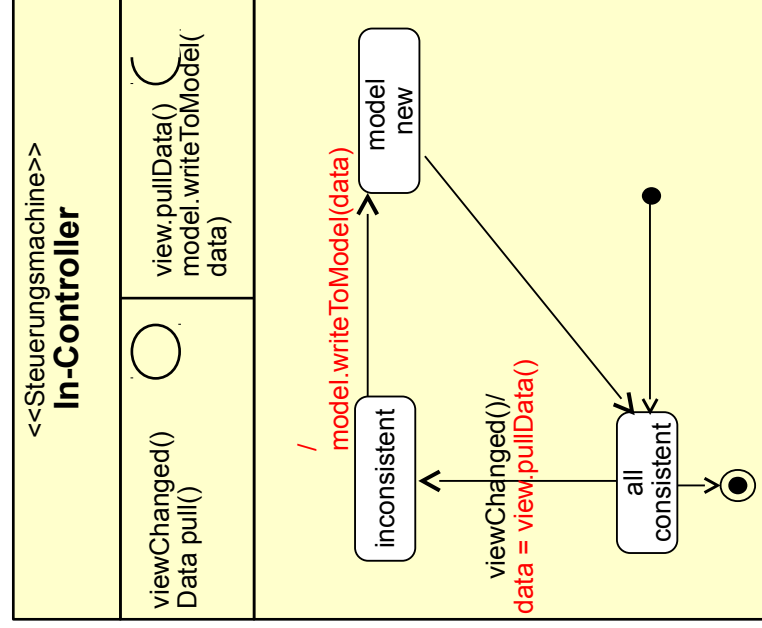 <<Steuerungsmachine>>
In-Controller
viewChanged()
Data pull()
view.pullData()
model.writeToModel(
data)
/
model.writeToModel(data)
inconsistent
model
new
viewChanged()/
data = view.pullData()
all
consistent